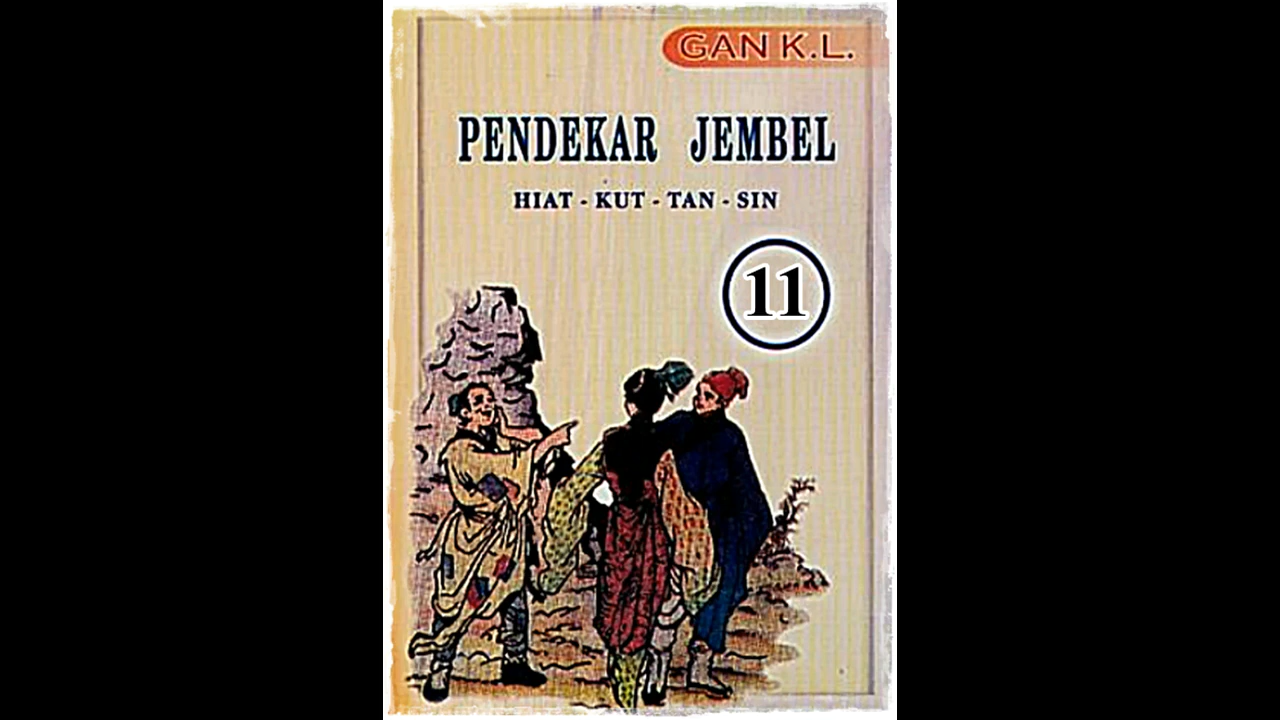 GAN K.L.
PENDEKAR JEMBEL
HIAT - KUT - TAN - SIN
11